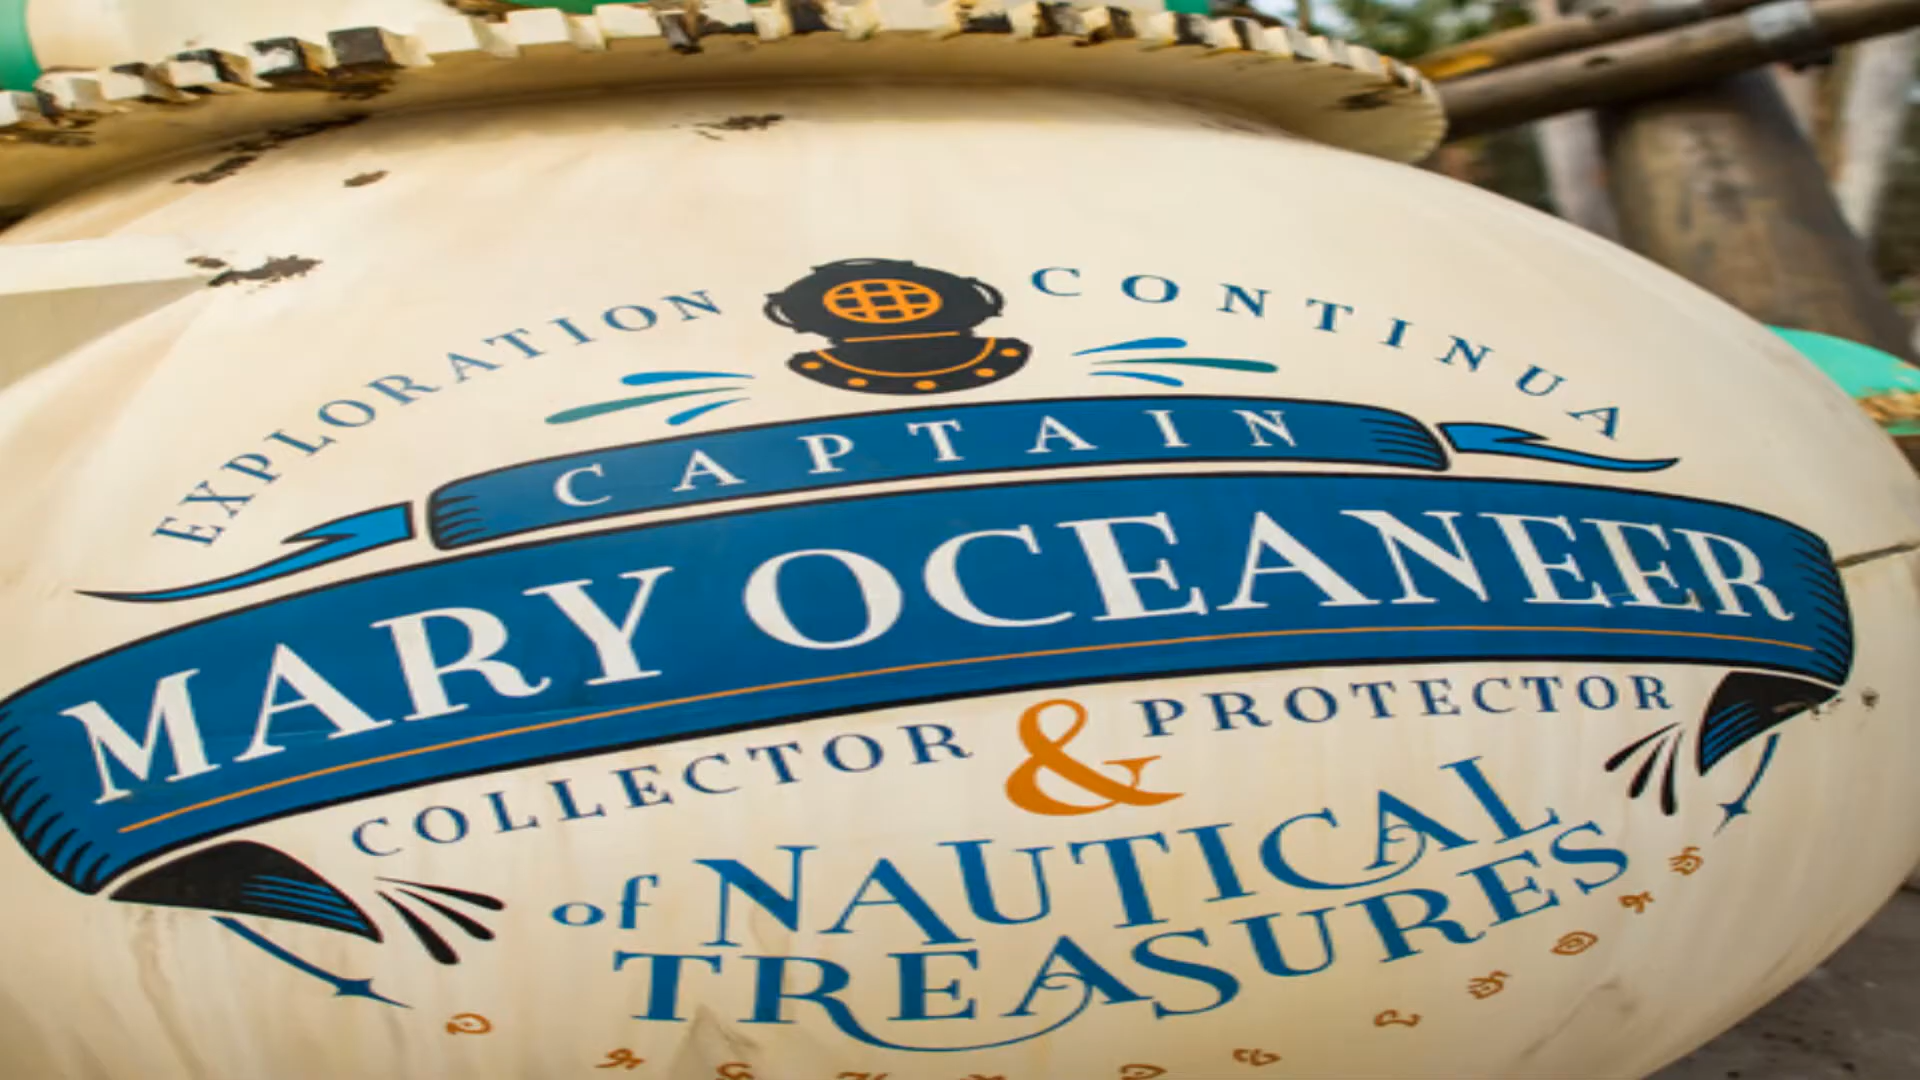 EXPLORATION CONTINUA
CAPTAIN
MARY OCEANEER
COLLECTOR & PROTECTOR
of NAUTICAL
TREASURES